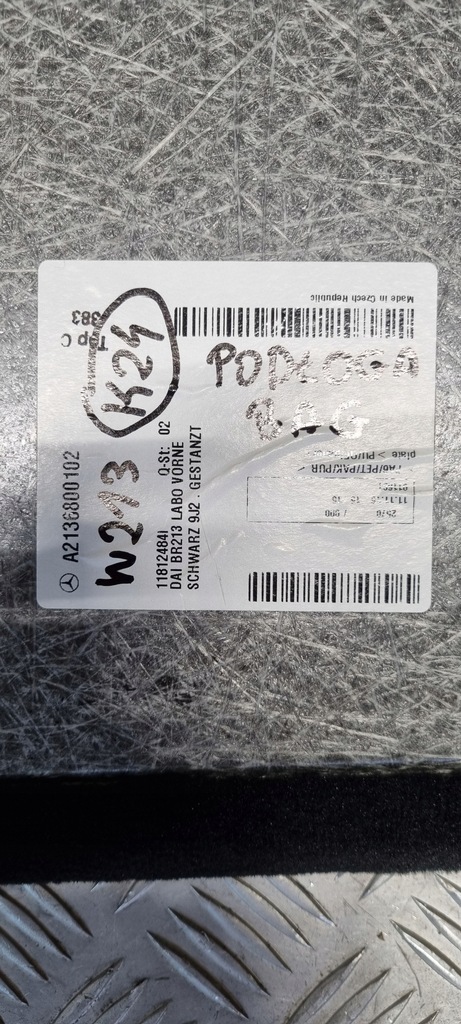 A2136800102
W213
K24
Top C
383
11812484I Q-St: 02
DAI BR213 LABO VORNE
SCHWARZ 9J2 . GESTANZT
PODŁOGA
BAG
Made in Czech Republic